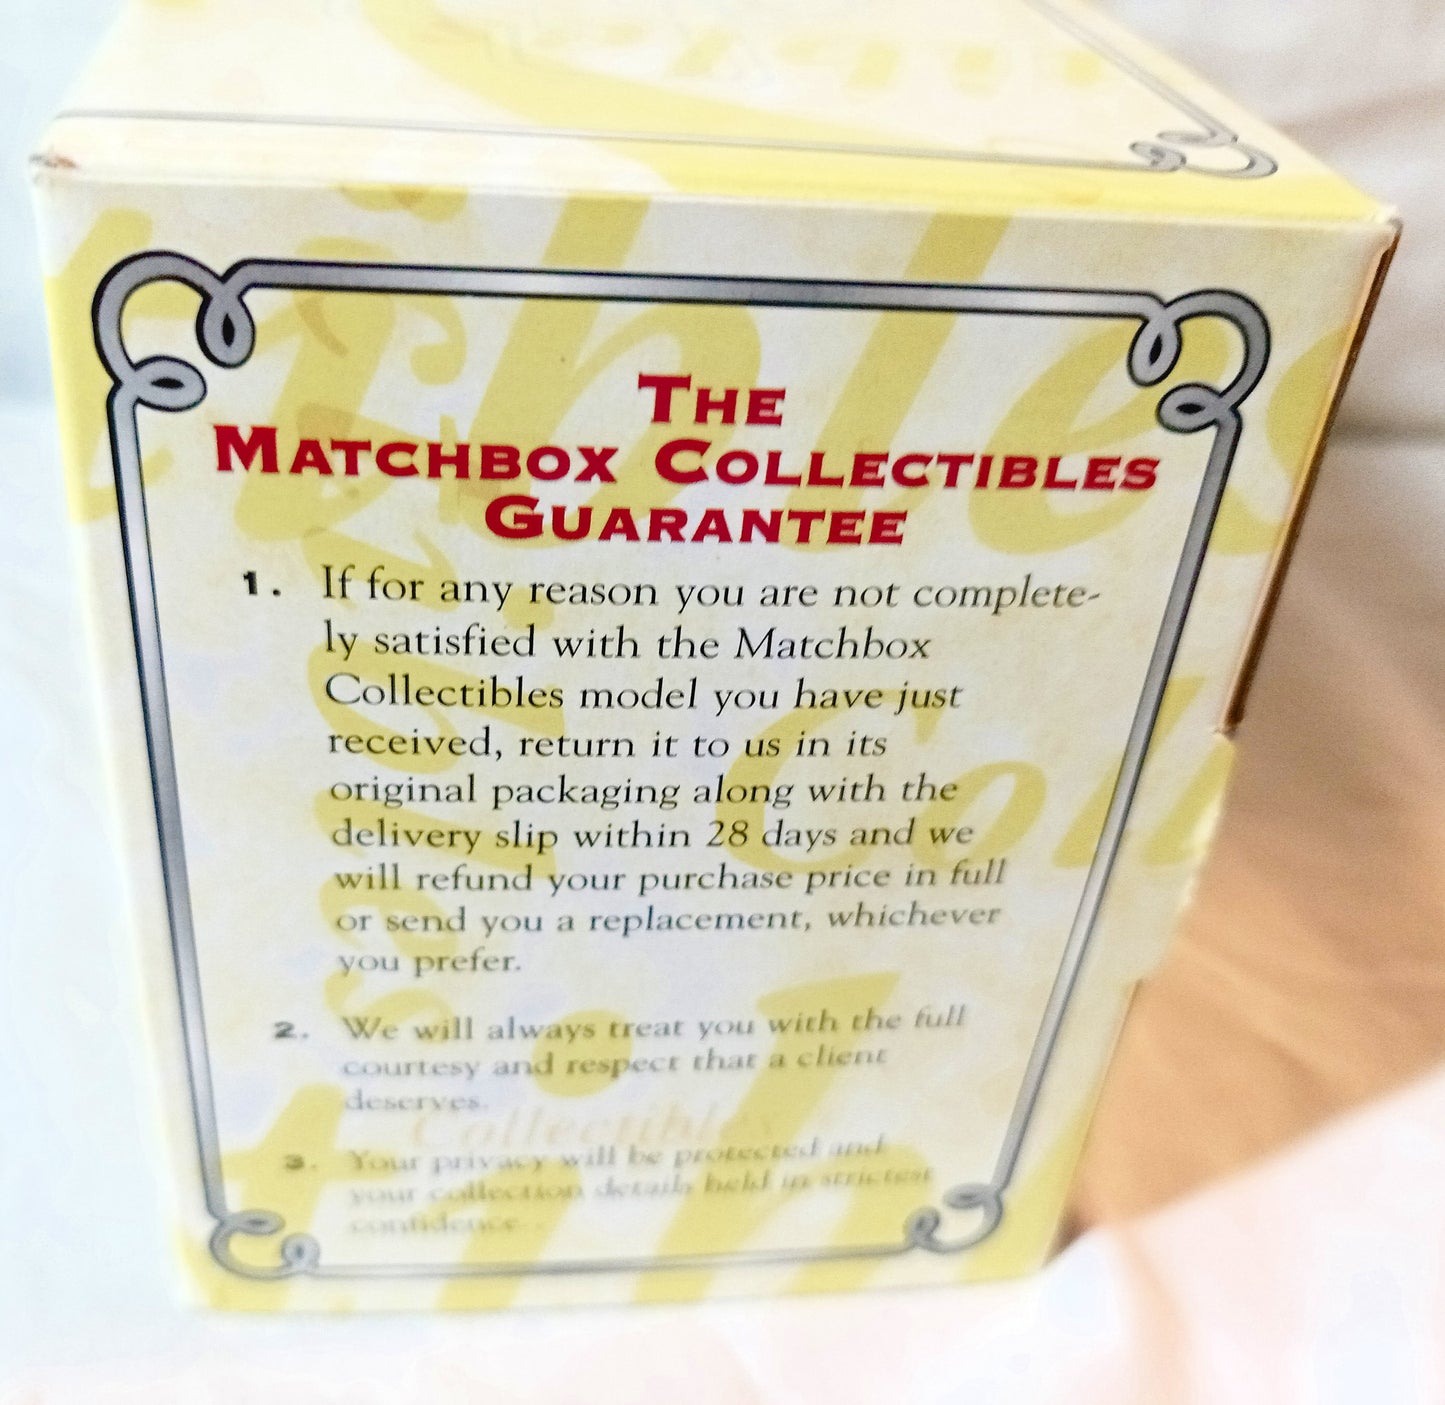 THE
MATCHBOX COLLECTIBLES
GUARANTEE
1. If for any reason you are not complete-
ly satisfied with the Matchbox
Collectibles model you have just
received, return it to us in its
original packaging along with the
delivery slip within 28 days and we
will refund your purchase price in full
or send you a replacement, whichever
you prefer.
2. We will always treat you with the full
courtesy and respect that a client
deserves.
Collectibles
3. Your privacy will be protected and
your collection details held in strictest
confidence.